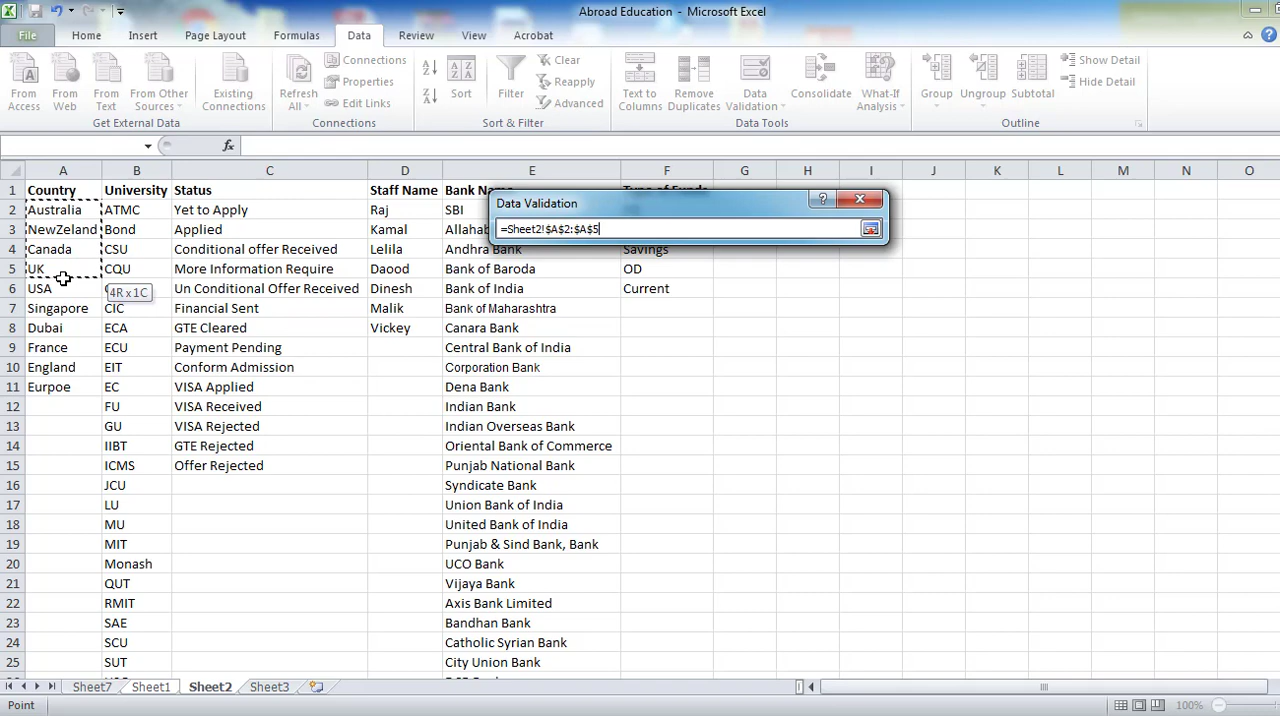 Abroad Education - Microsoft Excel
File Home Insert Page Layout Formulas Data Review View Acrobat
From Access
From Web
From Text
From Other Sources
Existing Connections
Get External Data
Refresh All
Connections
Properties
Edit Links
Connections
Sort
Filter
Clear
Reapply
Advanced
Sort & Filter
Text to Columns
Remove Duplicates
Data Validation
Consolidate
What-If Analysis
Data Tools
Group
Ungroup
Subtotal
Show Detail
Hide Detail
Outline
fx
A B C D E F G H I J K L M N O
Data Validation
=Sheet2!$A$2:$A$5
4R x 1C
1 Country University Status Staff Name Bank Name Type of Funds
2 Australia ATMC Yet to Apply Raj SBI
3 NewZeland Bond Applied Kamal Allahab
4 Canada CSU Conditional offer Received Lelila Andhra Bank Savings
5 UK CQU More Information Require Daood Bank of Baroda OD
6 USA Un Conditional Offer Received Dinesh Bank of India Current
7 Singapore CIC Financial Sent Malik Bank of Maharashtra
8 Dubai ECA GTE Cleared Vickey Canara Bank
9 France ECU Payment Pending Central Bank of India
10 England EIT Conform Admission Corporation Bank
11 Eurpoe EC VISA Applied Dena Bank
12 FU VISA Received Indian Bank
13 GU VISA Rejected Indian Overseas Bank
14 IIBT GTE Rejected Oriental Bank of Commerce
15 ICMS Offer Rejected Punjab National Bank
16 JCU Syndicate Bank
17 LU Union Bank of India
18 MU United Bank of India
19 MIT Punjab & Sind Bank, Bank
20 Monash UCO Bank
21 QUT Vijaya Bank
22 RMIT Axis Bank Limited
23 SAE Bandhan Bank
24 SCU Catholic Syrian Bank
25 SUT City Union Bank
Sheet7 Sheet1 Sheet2 Sheet3
Point 100%